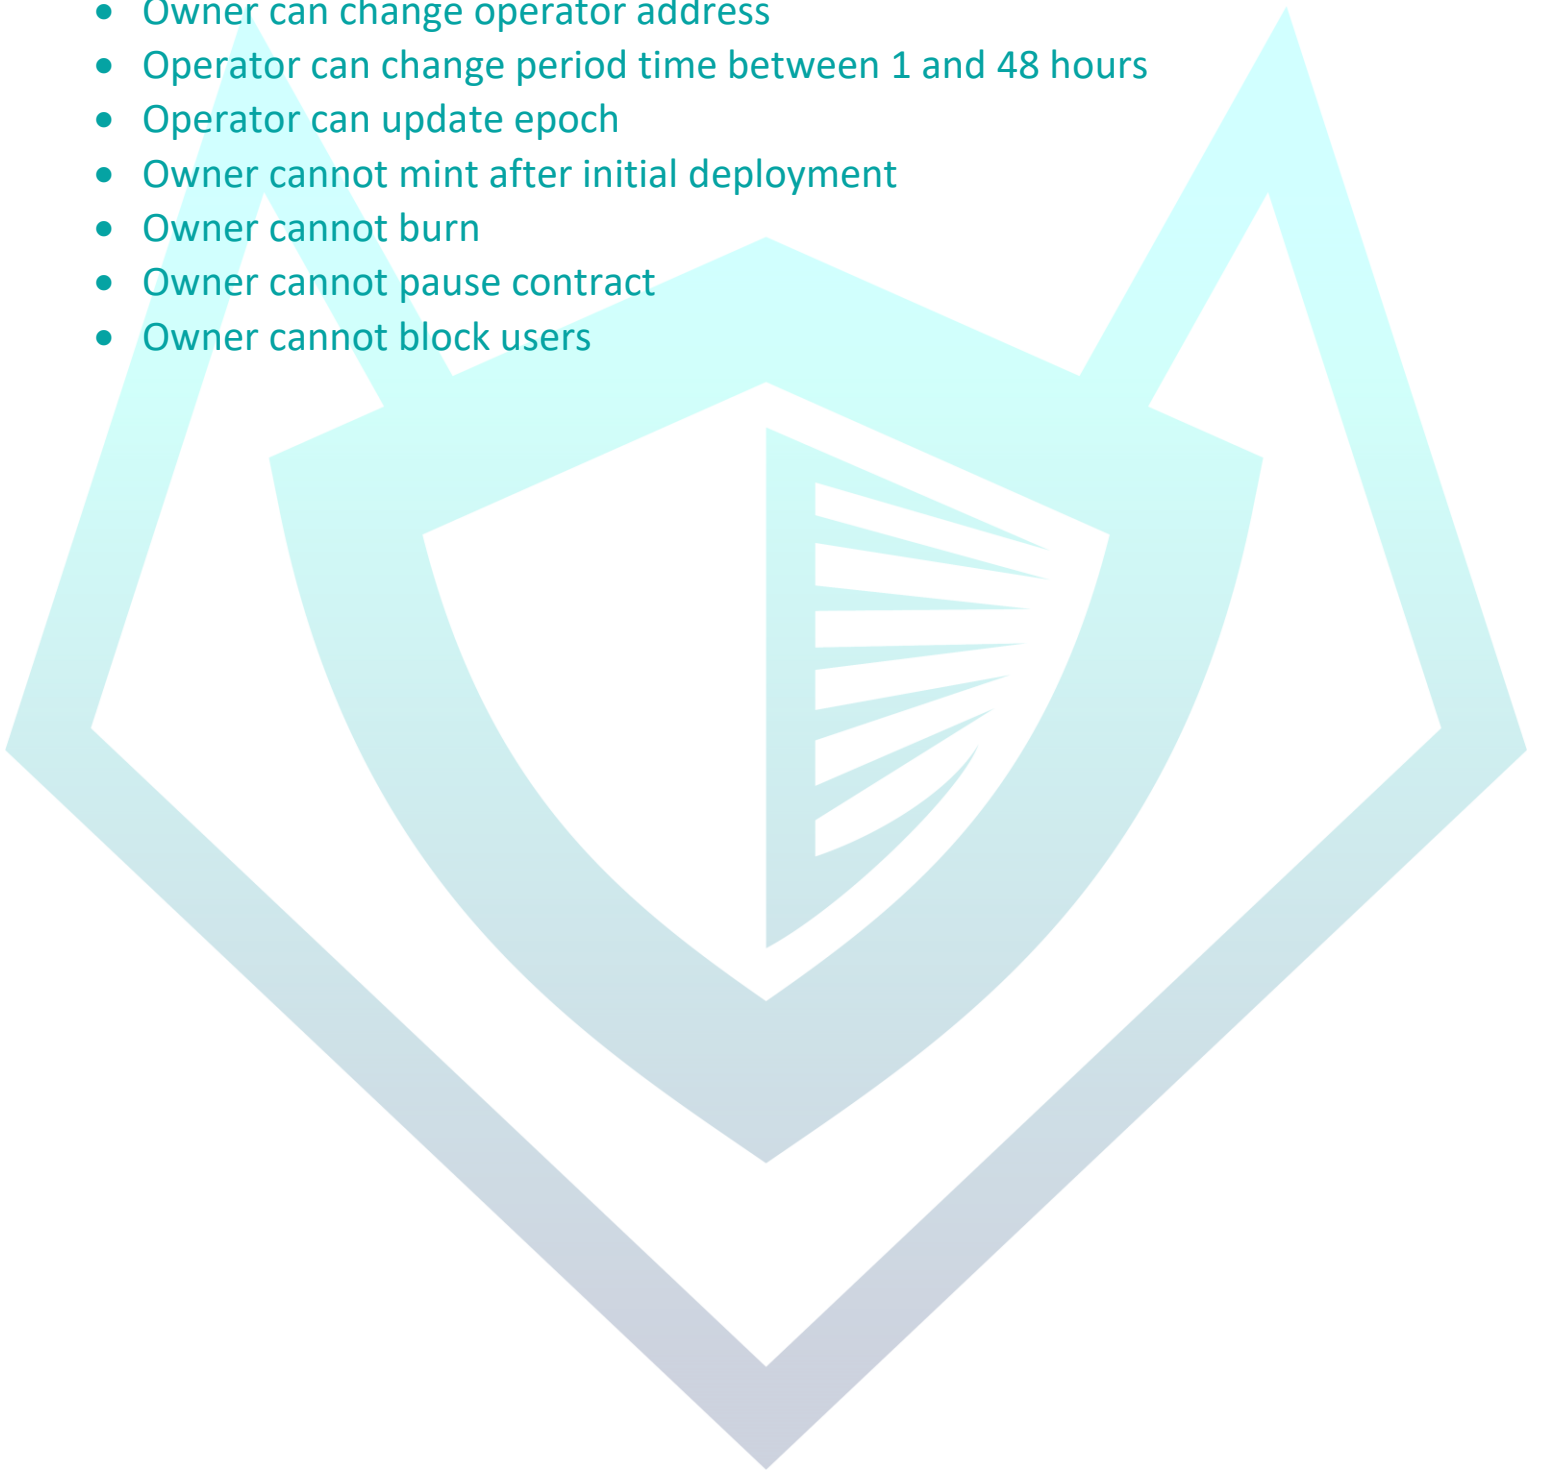 • Owner can change operator address
• Operator can change period time between 1 and 48 hours
• Operator can update epoch
• Owner cannot mint after initial deployment
• Owner cannot burn
• Owner cannot pause contract
• Owner cannot block users